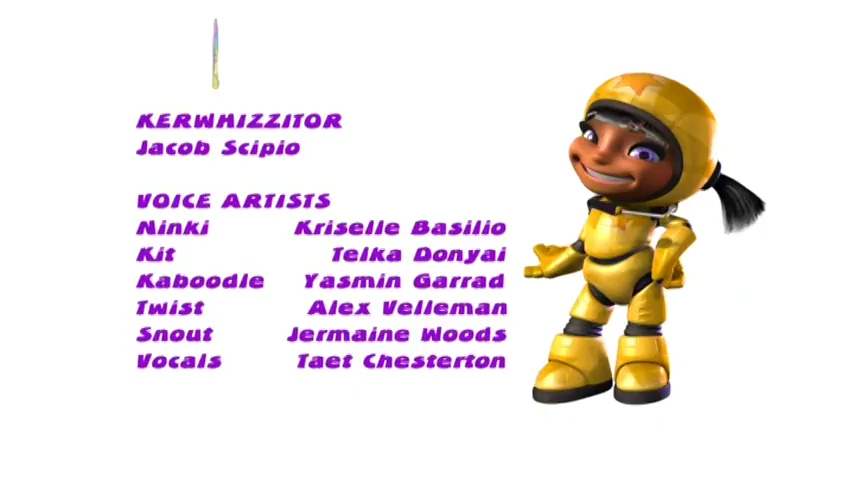 KERWHIZZITOR
Jacob Scipio
VOICE ARTISTS
Ninki Kriselle Basilio
Kit Telka Donyai
Kaboodle Yasmin Garrad
Twist Alex Velleman
Snout Jermaine Woods
Vocals Taet Chesterton